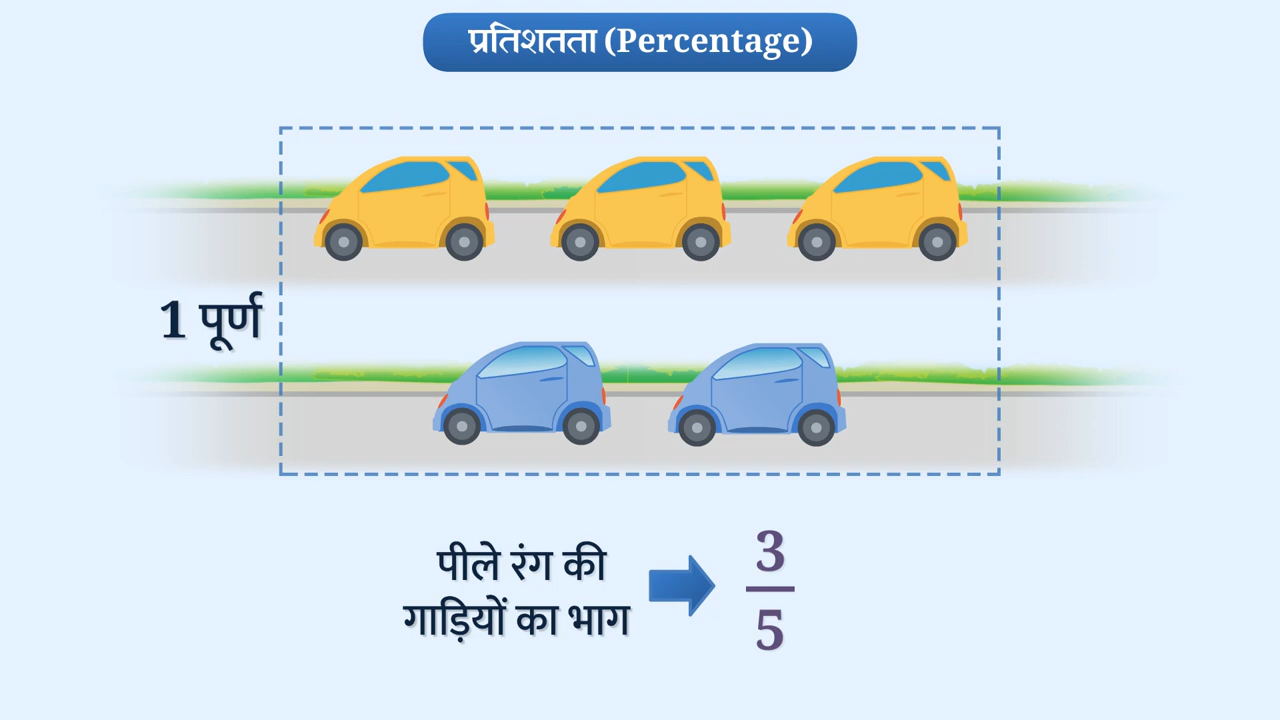 प्रतिशतता (Percentage)
1 पूर्ण
पीले रंग की
गाड़ियों का भाग
3
5